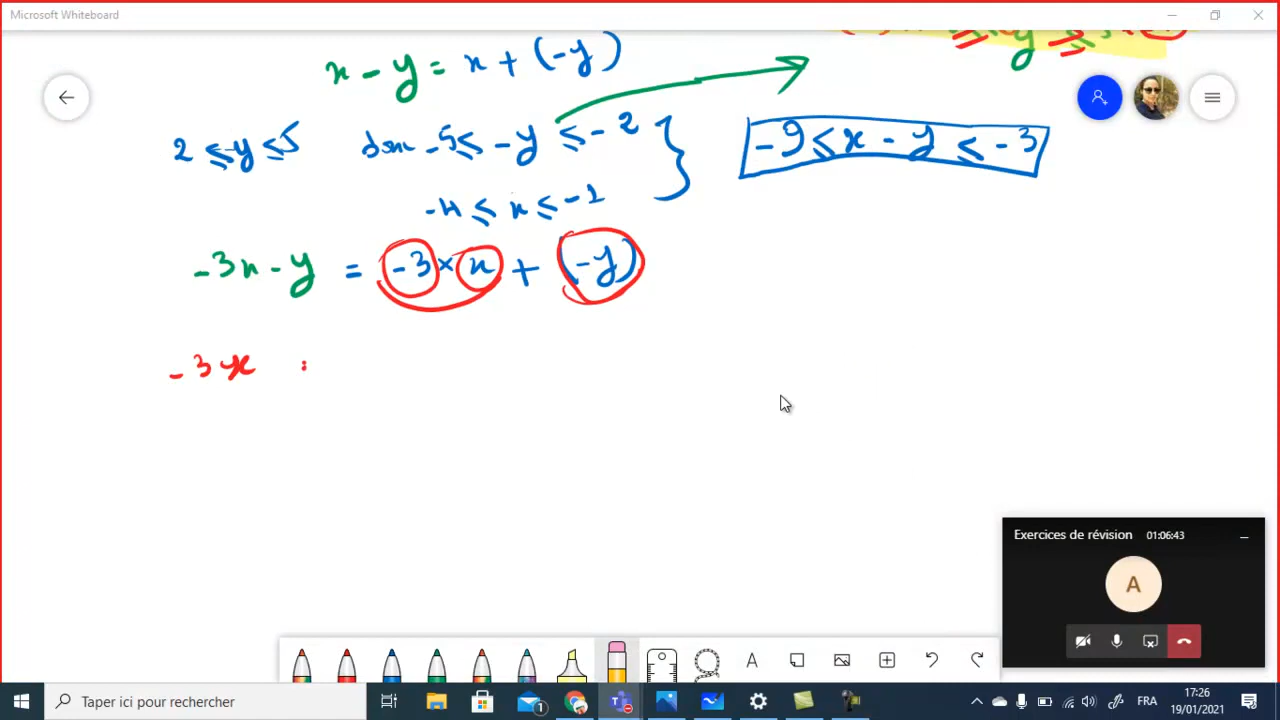 Microsoft Whiteboard
x - y = x + (-y)
2 ≤ y ≤ 5 donc -5 ≤ -y ≤ -2
-9 ≤ x - y ≤ -3
-4 ≤ x ≤ -1
-3x - y = -3 × x + (-y)
-3x :
Exercices de révision 01:06:43
A
A
Taper ici pour rechercher
1
FRA
17:26
19/01/2021